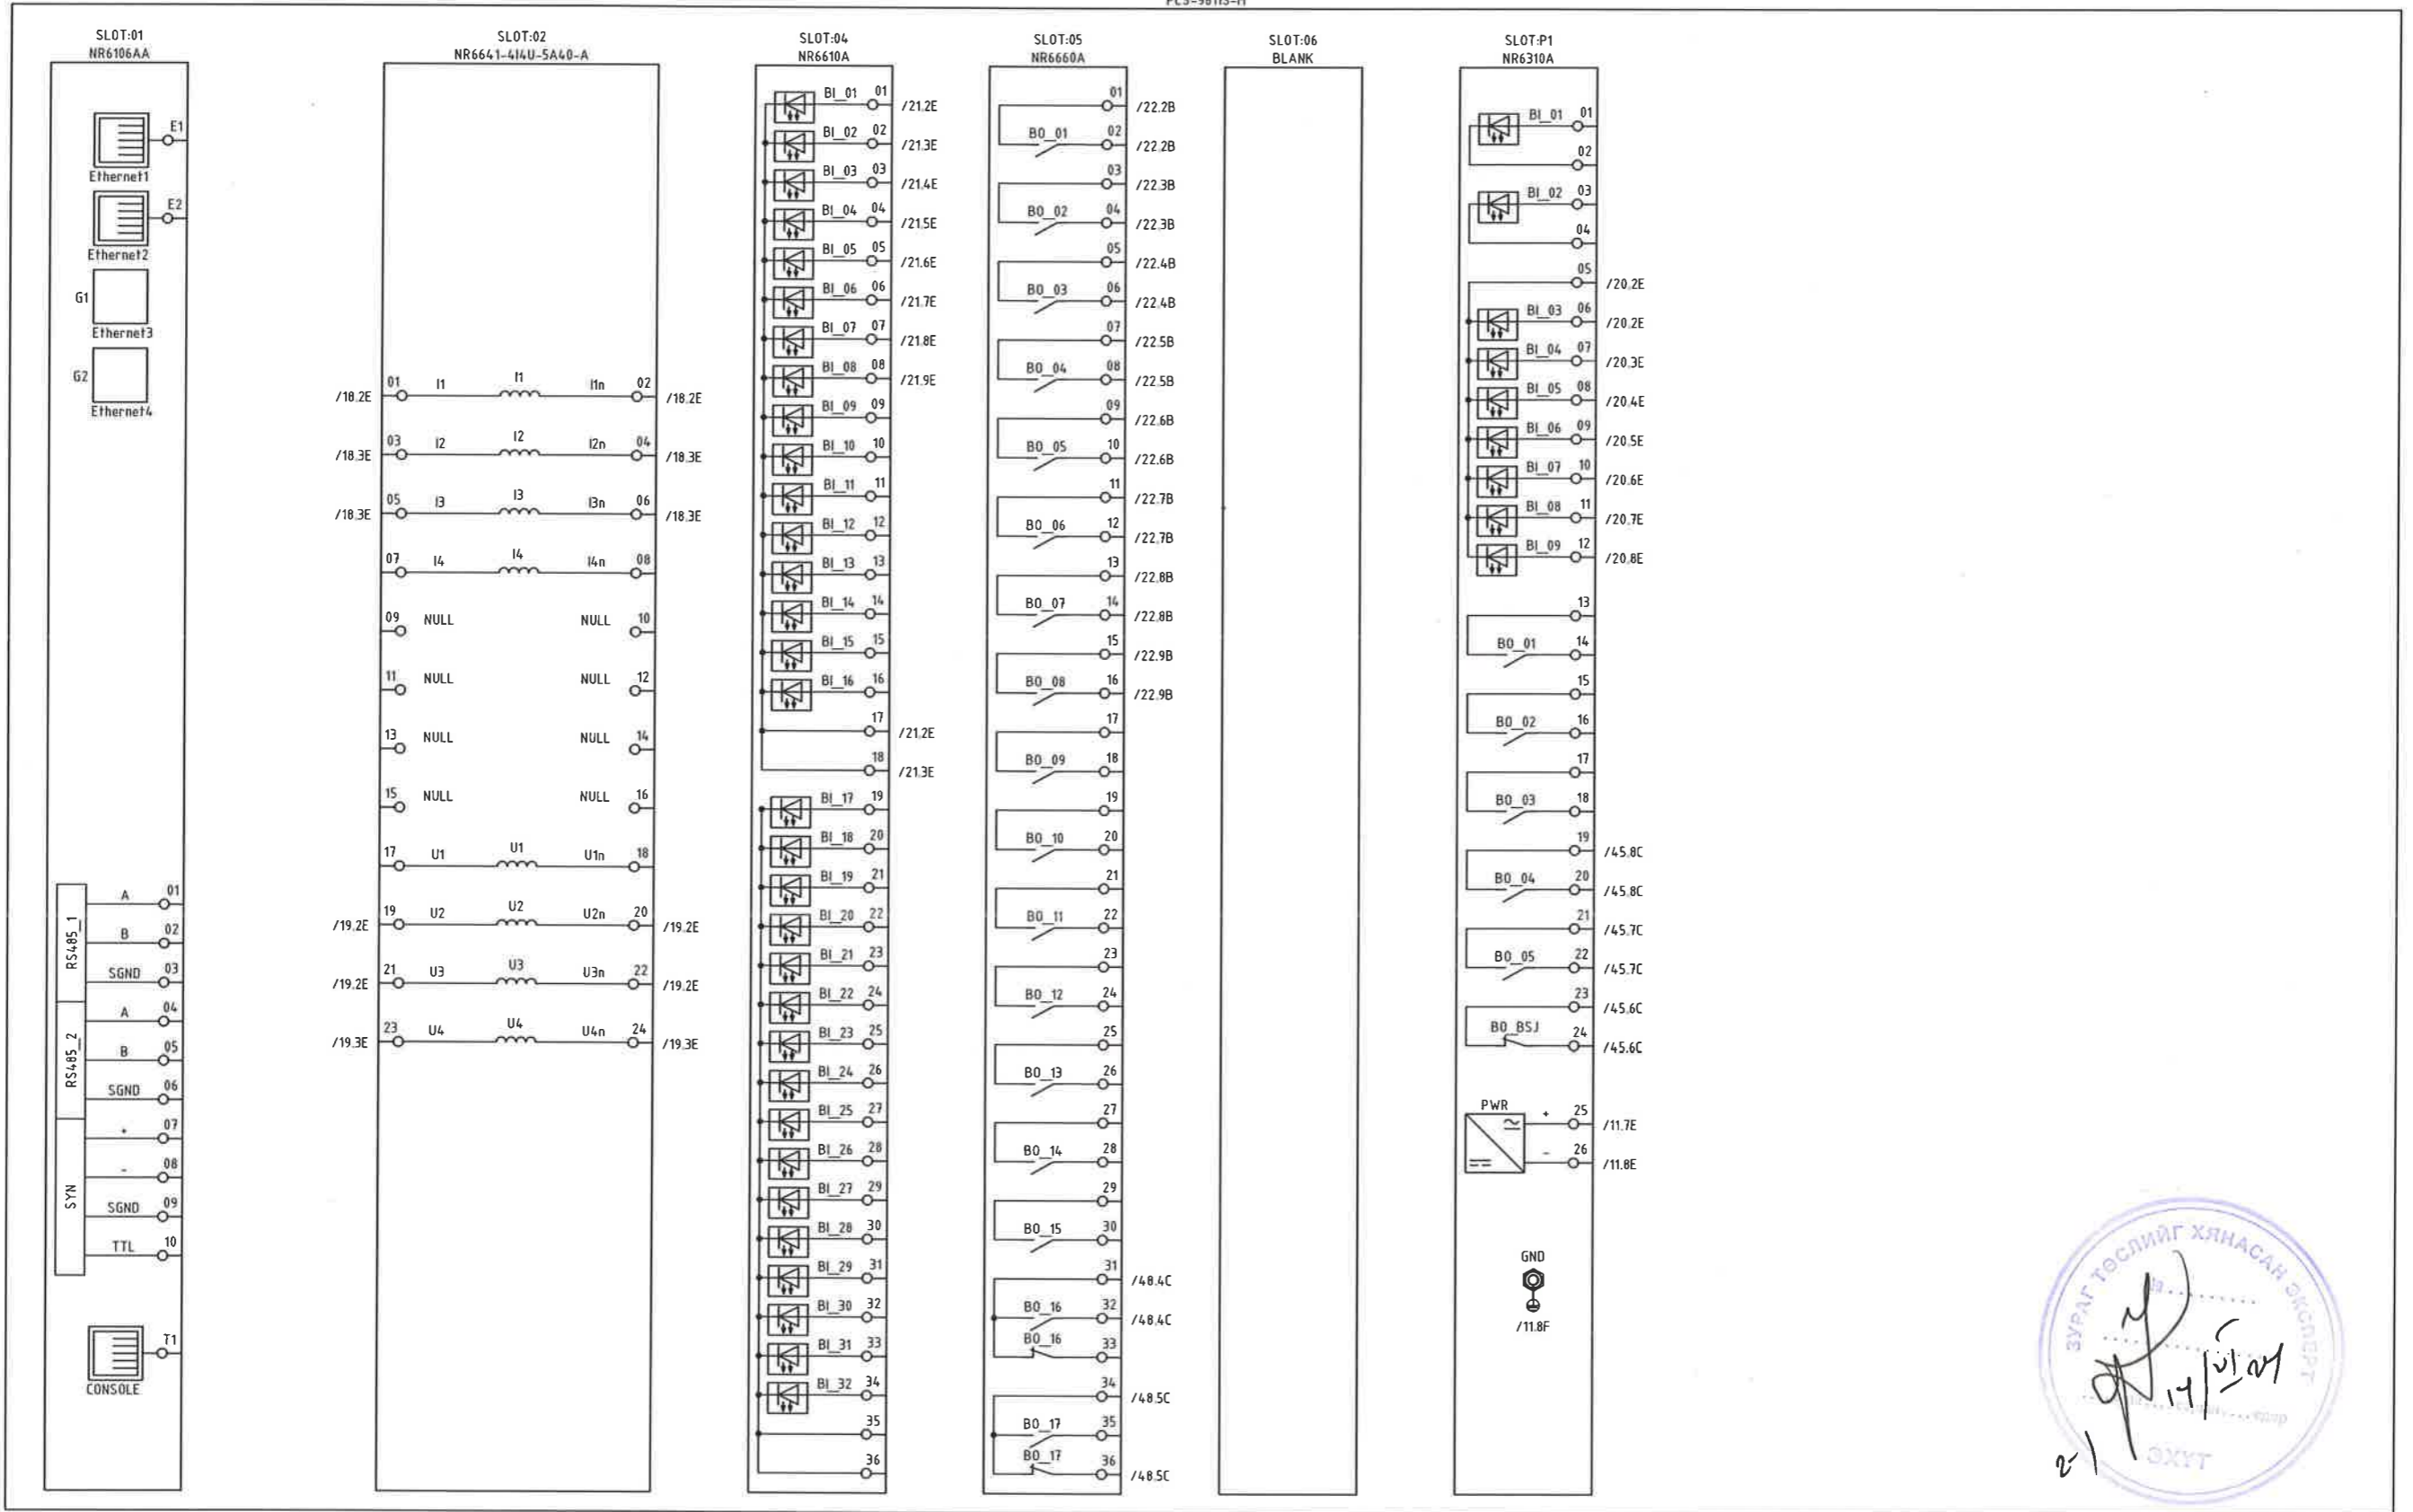 SLOT:01
NR6106AA
E1
Ethernet1
E2
Ethernet2
G1
Ethernet3
G2
Ethernet4
RS485_1
A 01
B 02
SGND 03
RS485_2
A 04
B 05
SGND 06
SYN
+ 07
- 08
SGND 09
TTL 10
T1
CONSOLE
SLOT:02
NR6641-4I4U-5A40-A
/18.2E 01 I1 I1 I1n 02 /18.2E
/18.3E 03 I2 I2 I2n 04 /18.3E
/18.3E 05 I3 I3 I3n 06 /18.3E
07 I4 I4 I4n 08
09 NULL NULL 10
11 NULL NULL 12
13 NULL NULL 14
15 NULL NULL 16
17 U1 U1 U1n 18
/19.2E 19 U2 U2 U2n 20 /19.2E
/19.2E 21 U3 U3 U3n 22 /19.2E
/19.3E 23 U4 U4 U4n 24 /19.3E
SLOT:04
NR6610A
BI_01 01 /21.2E
BI_02 02 /21.3E
BI_03 03 /21.4E
BI_04 04 /21.5E
BI_05 05 /21.6E
BI_06 06 /21.7E
BI_07 07 /21.8E
BI_08 08 /21.9E
BI_09 09
BI_10 10
BI_11 11
BI_12 12
BI_13 13
BI_14 14
BI_15 15
BI_16 16
17 /21.2E
18 /21.3E
BI_17 19
BI_18 20
BI_19 21
BI_20 22
BI_21 23
BI_22 24
BI_23 25
BI_24 26
BI_25 27
BI_26 28
BI_27 29
BI_28 30
BI_29 31
BI_30 32
BI_31 33
BI_32 34
35
36
SLOT:05
NR6660A
01 /22.2B
BO_01 02 /22.2B
03 /22.3B
BO_02 04 /22.3B
05 /22.4B
BO_03 06 /22.4B
07 /22.5B
BO_04 08 /22.5B
09 /22.6B
BO_05 10 /22.6B
11 /22.7B
BO_06 12 /22.7B
13 /22.8B
BO_07 14 /22.8B
15 /22.9B
BO_08 16 /22.9B
17
BO_09 18
19
BO_10 20
21
BO_11 22
23
BO_12 24
25
BO_13 26
27
BO_14 28
29
BO_15 30
31 /48.4C
BO_16 32 /48.4C
BO_16 33
34 /48.5C
BO_17 35
BO_17 36 /48.5C
SLOT:06
BLANK
SLOT:P1
NR6310A
BI_01 01
02
BI_02 03
04
05 /20.2E
BI_03 06 /20.2E
BI_04 07 /20.3E
BI_05 08 /20.4E
BI_06 09 /20.5E
BI_07 10 /20.6E
BI_08 11 /20.7E
BI_09 12 /20.8E
13
BO_01 14
15
BO_02 16
17
BO_03 18
19 /45.8C
BO_04 20 /45.8C
21 /45.7C
BO_05 22 /45.7C
23 /45.6C
BO_BSJ 24 /45.6C
PWR
+ 25 /11.7E
- 26 /11.8E
GND
/11.8F
ЗУРАГ ТӨСЛИЙГ ХЯНАСАН ЭКСПЕРТ
ЭХҮТ